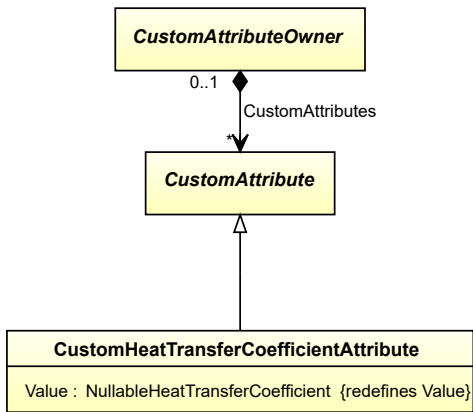 CustomAttributeOwner
0..1
CustomAttributes
*
CustomAttribute
CustomHeatTransferCoefficientAttribute
Value : NullableHeatTransferCoefficient {redefines Value}